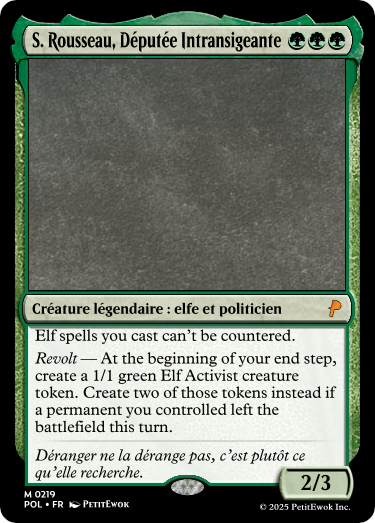 S. Rousseau, Députée Intransigeante
Créature légendaire : elfe et politicien
Elf spells you cast can't be countered.
Revolt — At the beginning of your end step,
create a 1/1 green Elf Activist creature
token. Create two of those tokens instead if
a permanent you controlled left the
battlefield this turn.
Déranger ne la dérange pas, c'est plutôt ce
qu'elle recherche.
2/3
M 0219
POL • FR PetitEwok
© 2025 PetitEwok Inc.